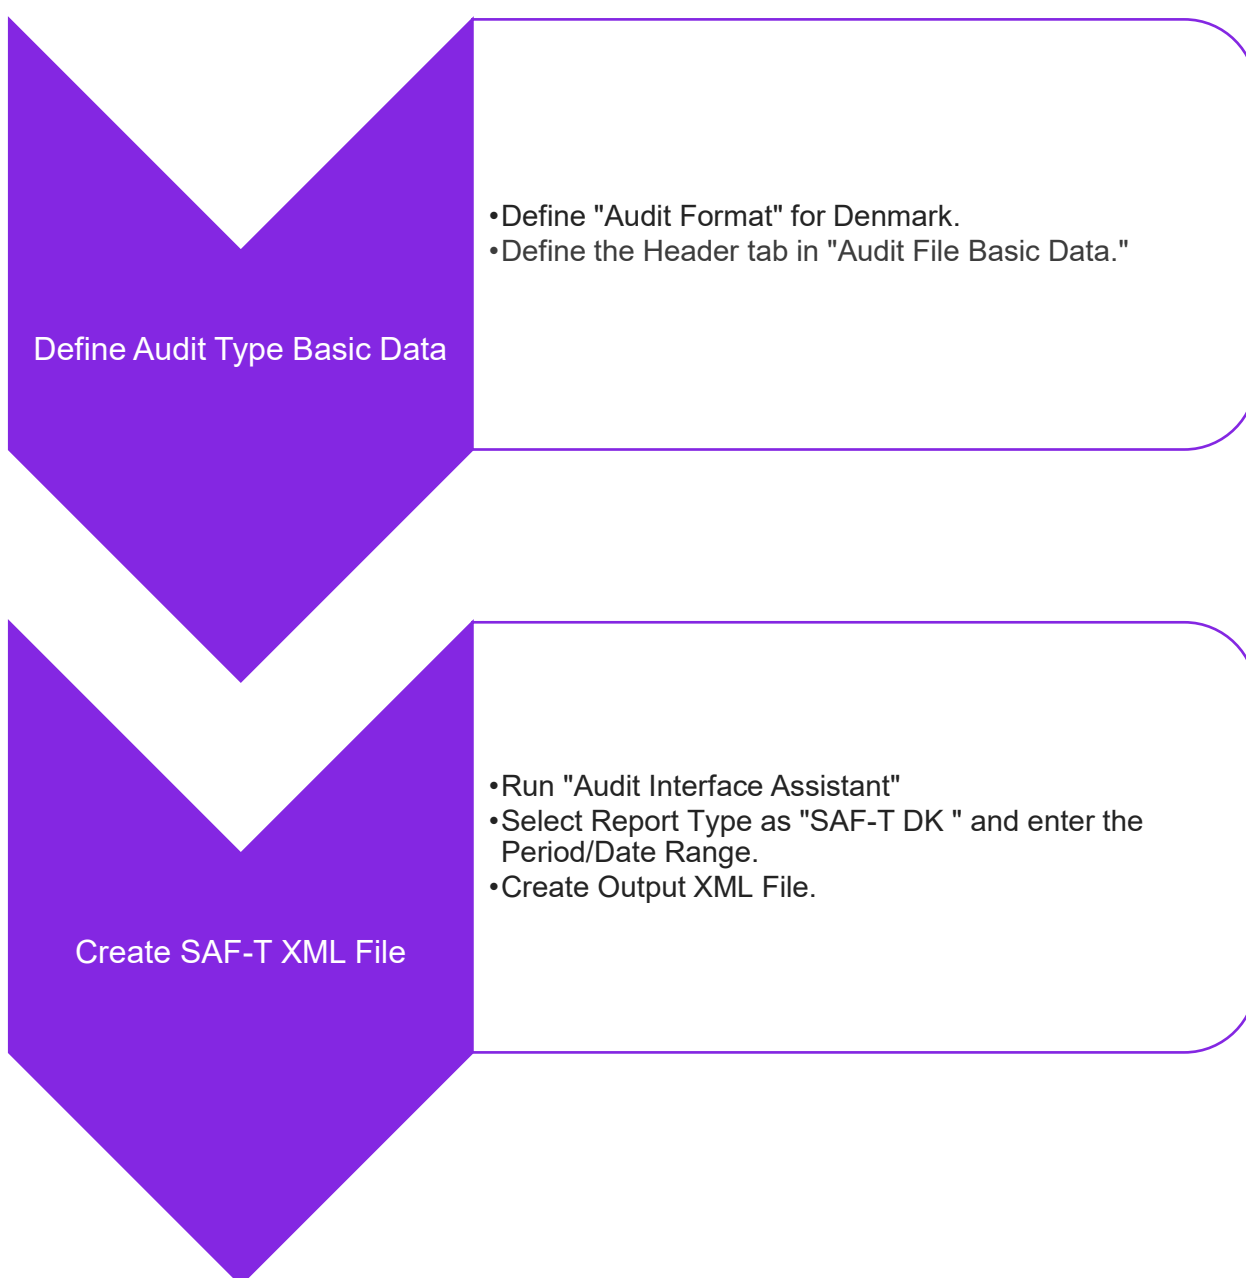 Define Audit Type Basic Data
•Define "Audit Format" for Denmark.
•Define the Header tab in "Audit File Basic Data."
Create SAF-T XML File
•Run "Audit Interface Assistant"
•Select Report Type as "SAF-T DK " and enter the
Period/Date Range.
•Create Output XML File.